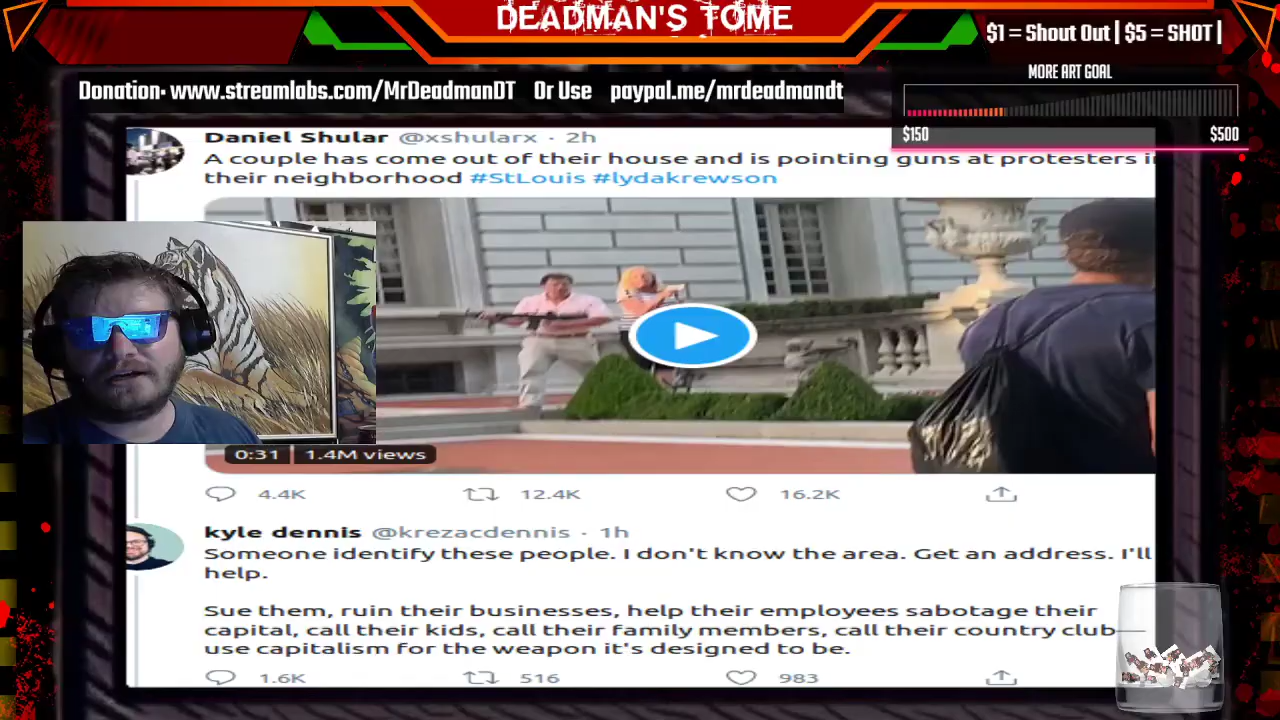 DEADMAN'S TOME
$1 = Shout Out | $5 = SHOT |
MORE ART GOAL
$150 $500
Donation: www.streamlabs.com/MrDeadmanDT Or Use paypal.me/mrdeadmandt
Daniel Shular @xshularx · 2h
A couple has come out of their house and is pointing guns at protesters in
their neighborhood #StLouis #lydakrewson
0:31 1.4M views
4.4K 12.4K 16.2K
kyle dennis @krezacdennis · 1h
Someone identify these people. I don't know the area. Get an address. I'll
help.
Sue them, ruin their businesses, help their employees sabotage their
capital, call their kids, call their family members, call their country club—
use capitalism for the weapon it's designed to be.
1.6K 516 983